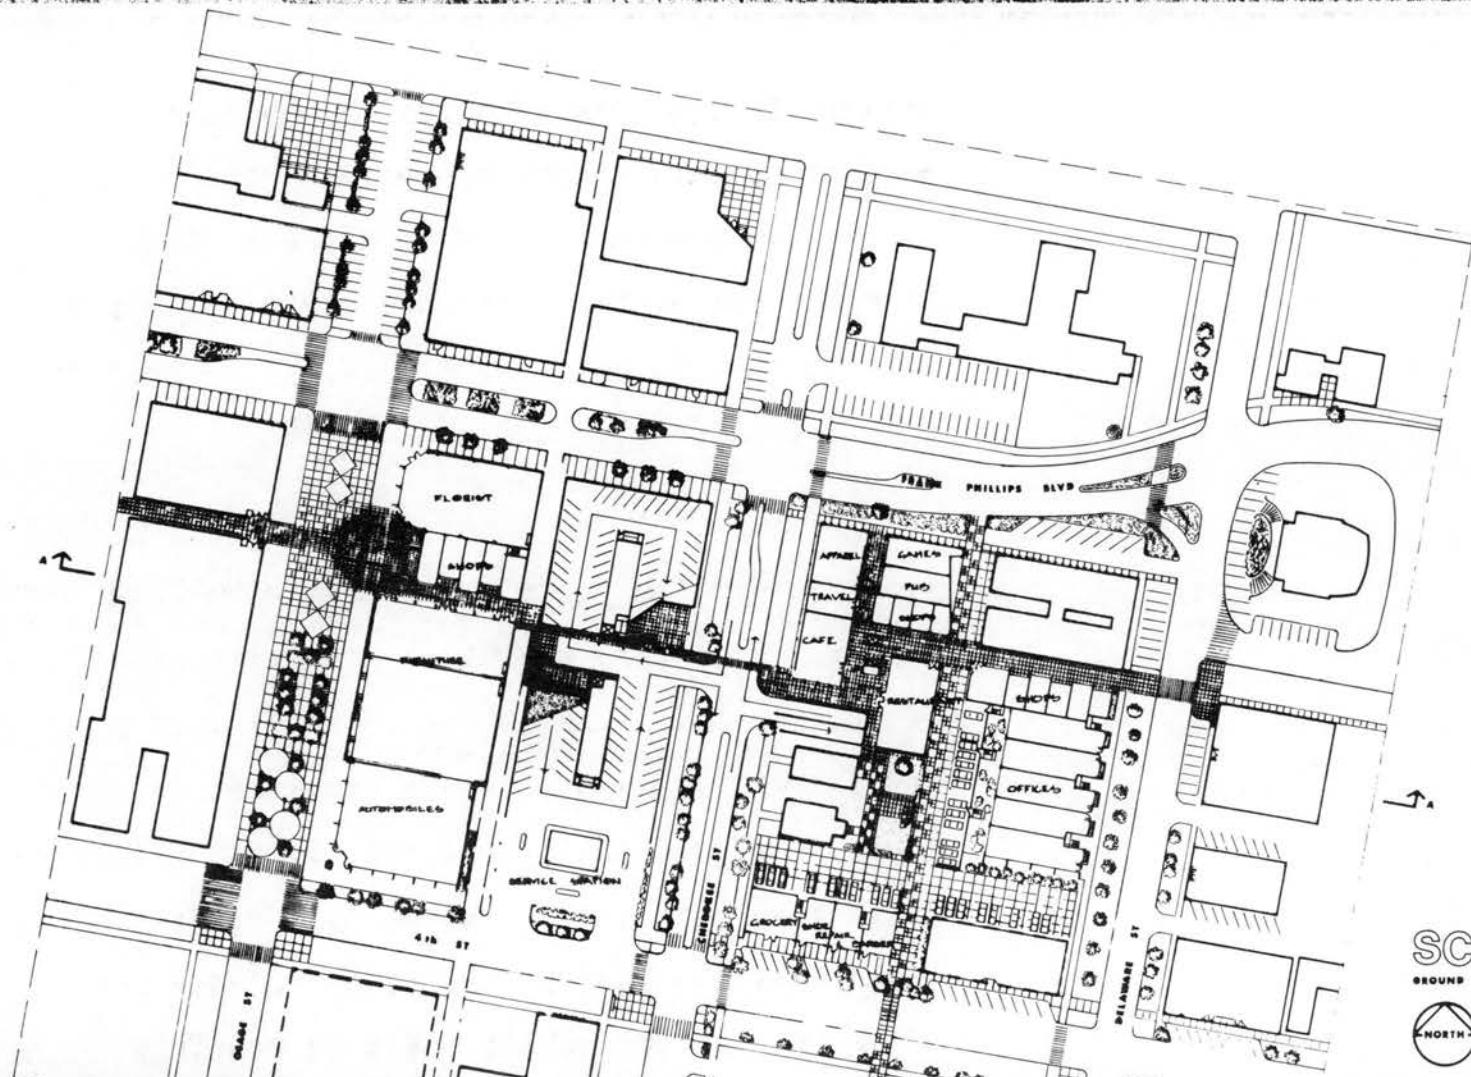 FLORIST
FRANK PHILLIPS BLVD
SHOPS
APPAREL
GAMES
TRAVEL
PUB
SHOPS
CAFE
A
FURNITURE
RESTAURANT
SHOPS
OFFICES
AUTOMOBILES
A
SERVICE STATION
CHEROKEE ST
GROCERY
SHOE
REPAIR
BARBER
4th ST
OSAGE ST
DELAWARE ST
SC
GROUND
NORTH